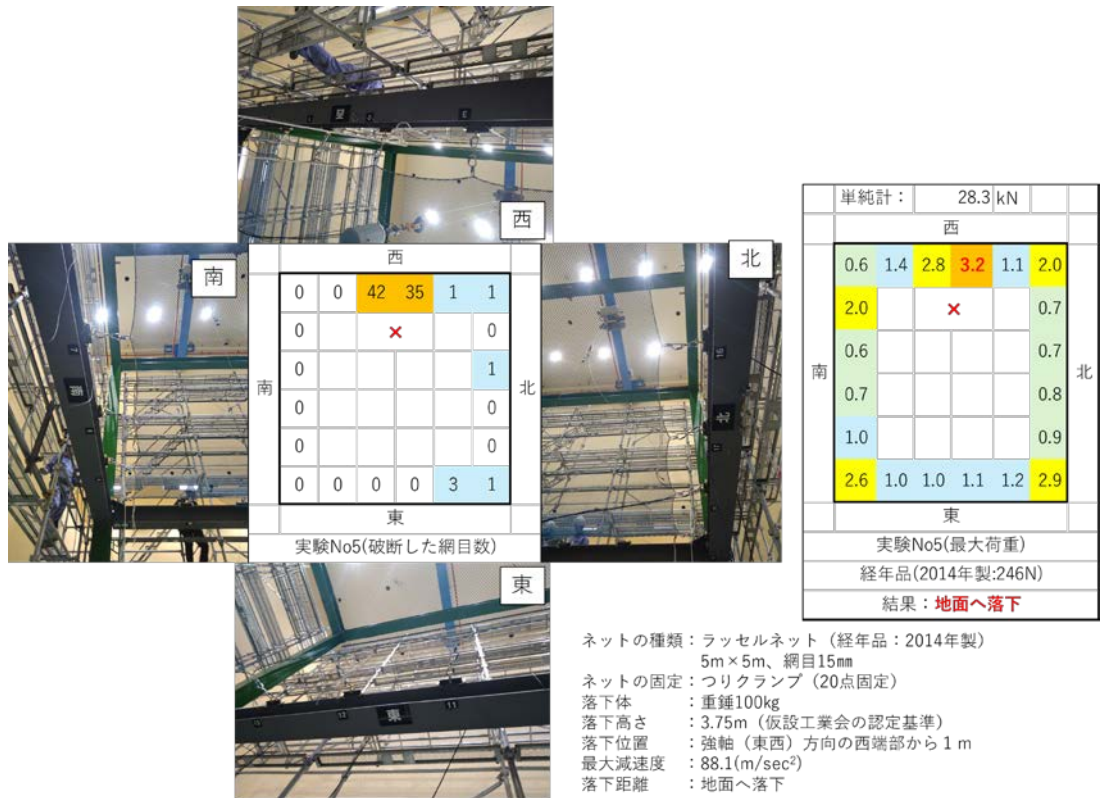 西
南
西
0 0 42 35 1 1
0 × 0
0 1
0 0
0 0
0 0 0 0 3 1
南
北
東
実験No5(破断した網目数)
北
東
単純計： 28.3 kN
西
0.6 1.4 2.8 3.2 1.1 2.0
2.0 × 0.7
0.6 0.7
0.7 0.8
1.0 0.9
2.6 1.0 1.0 1.1 1.2 2.9
南
北
東
実験No5(最大荷重)
経年品(2014年製:246N)
結果：地面へ落下
ネットの種類：ラッセルネット（経年品：2014年製）
5m×5m、網目15㎜
ネットの固定：つりクランプ（20点固定）
落下体　　　：重錘100kg
落下高さ　　：3.75m（仮設工業会の認定基準）
落下位置　　：強軸（東西）方向の西端部から１ｍ
最大減速度　：88.1(m/sec²)
落下距離　　：地面へ落下
東
11
12
北
南